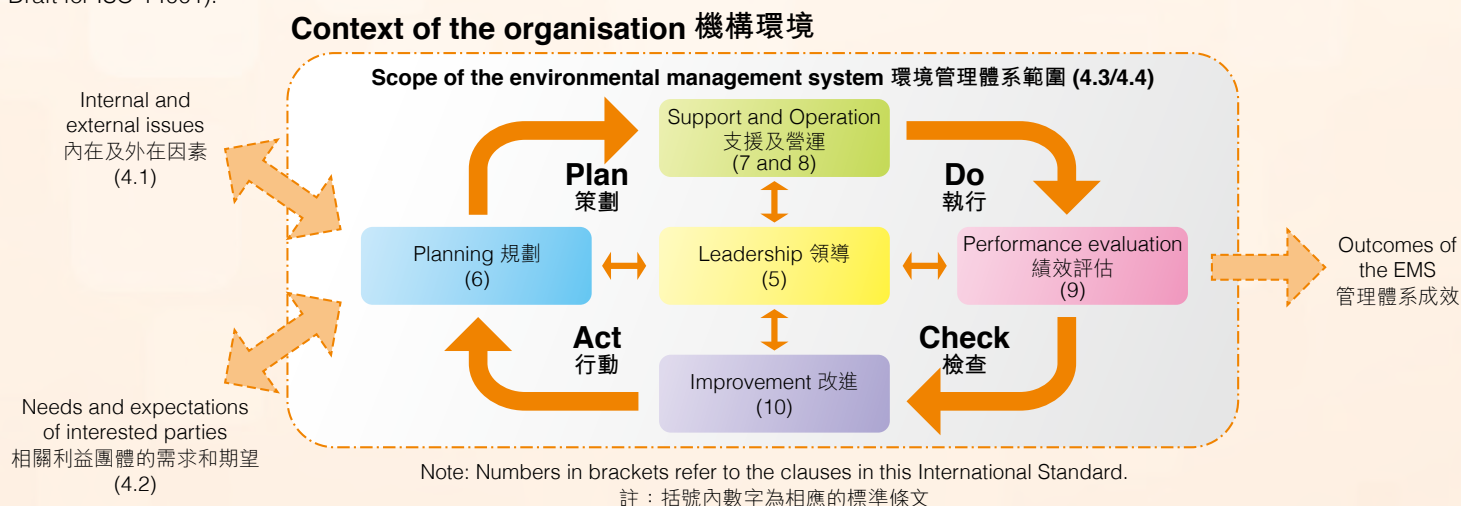 Context of the organisation 機構環境
Scope of the environmental management system 環境管理體系範圍 (4.3/4.4)
Internal and
external issues
內在及外在因素
(4.1)
Support and Operation
支援及營運
(7 and 8)
Plan
策劃
Do
執行
Planning 規劃
(6)
Leadership 領導
(5)
Performance evaluation
績效評估
(9)
Outcomes of
the EMS
管理體系成效
Act
行動
Check
檢查
Improvement 改進
(10)
Needs and expectations
of interested parties
相關利益團體的需求和期望
(4.2)
Note: Numbers in brackets refer to the clauses in this International Standard.
註：括號內數字為相應的標準條文